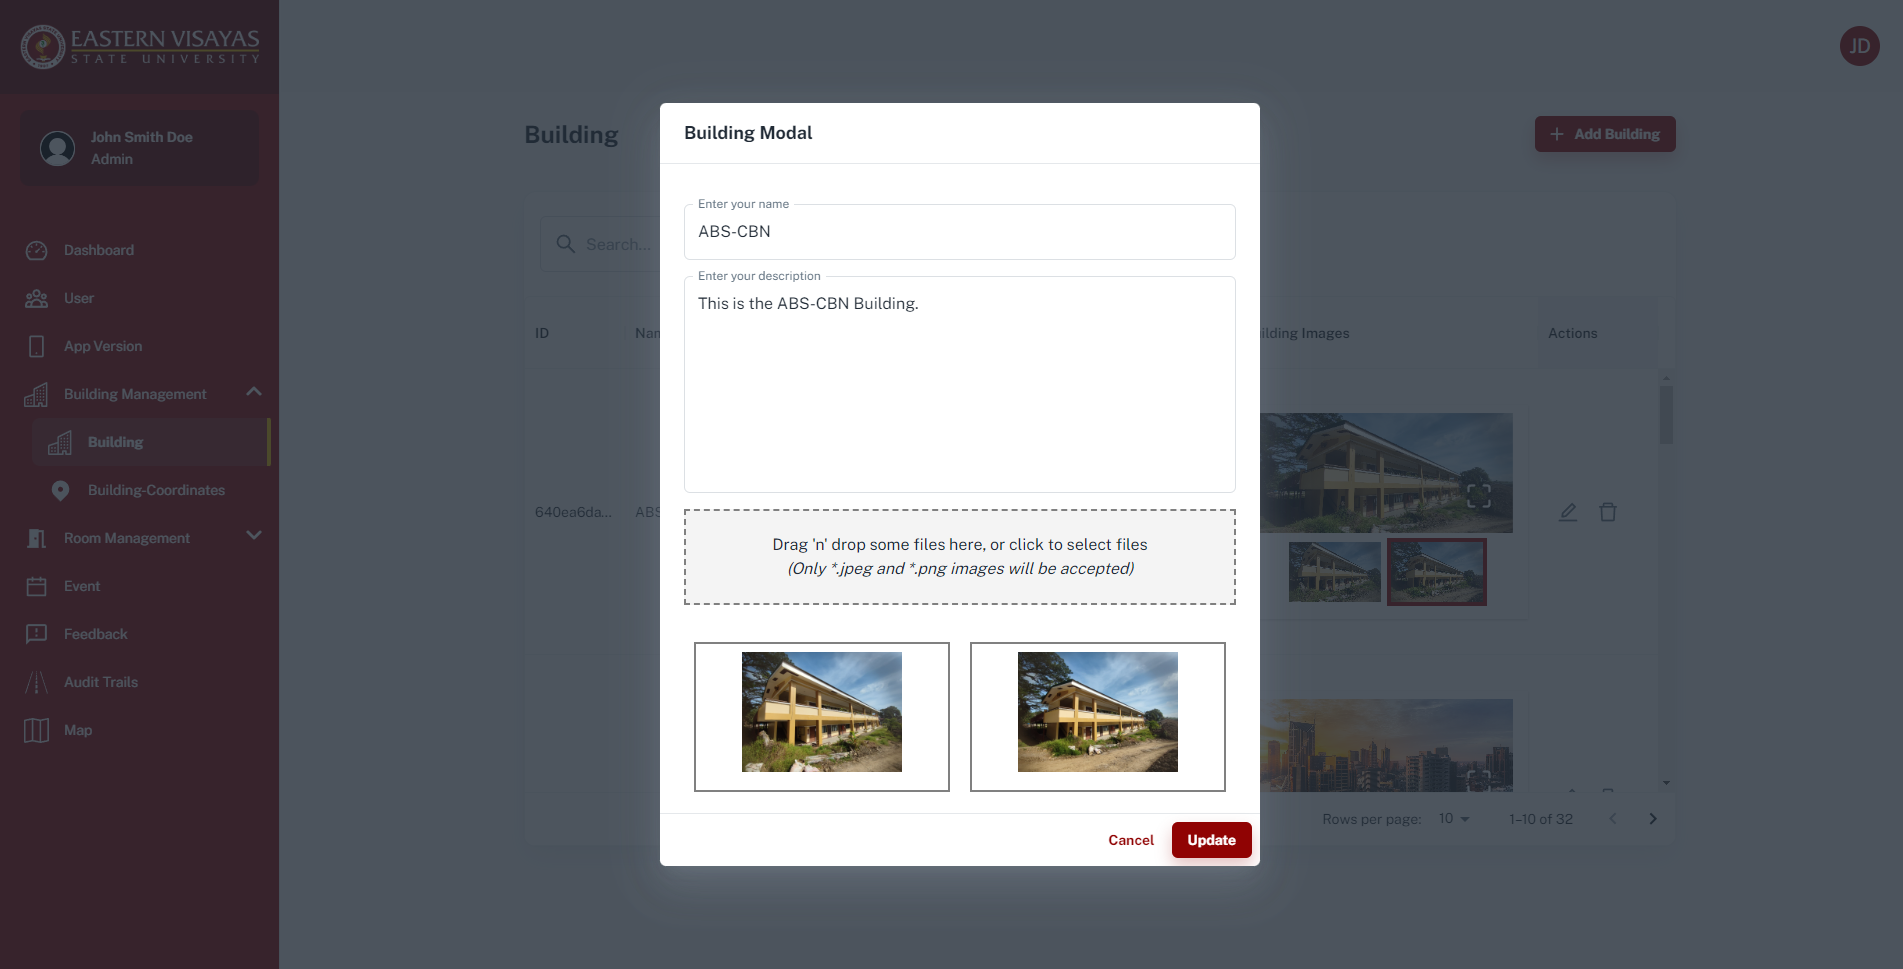 EASTERN VISAYAS
STATE UNIVERSITY
JD
John Smith Doe
Admin
Dashboard
User
App Version
Building Management
Building
Building-Coordinates
Room Management
Event
Feedback
Audit Trails
Map
Building
Add Building
Search...
ID
Nam
ilding Images
Actions
640ea6da...
ABS
Rows per page:
10
1–10 of 32
Building Modal
Enter your name
ABS-CBN
Enter your description
This is the ABS-CBN Building.
Drag 'n' drop some files here, or click to select files
(Only *.jpeg and *.png images will be accepted)
Cancel
Update